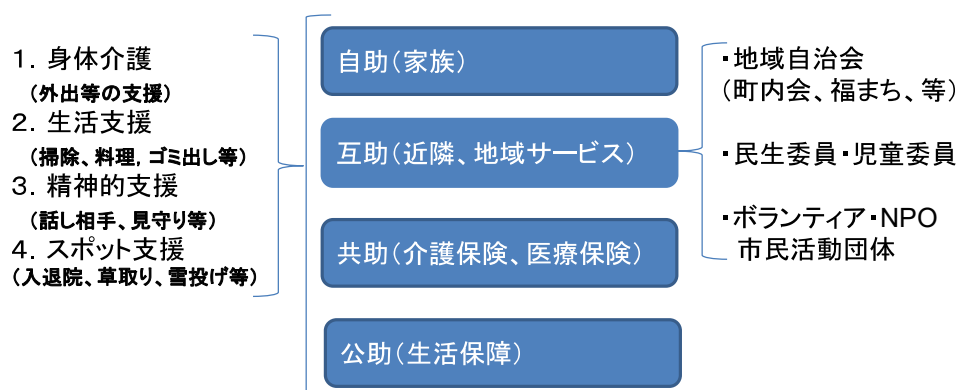 １．身体介護
（外出等の支援）
２．生活支援
（掃除、料理，ゴミ出し等）
３．精神的支援
（話し相手、見守り等）
４．スポット支援
（入退院、草取り、雪投げ等）
自助（家族）
互助（近隣、地域サービス）
共助（介護保険、医療保険）
公助（生活保障）
・地域自治会
（町内会、福まち、等）
・民生委員・児童委員
・ボランティア・NPO
市民活動団体